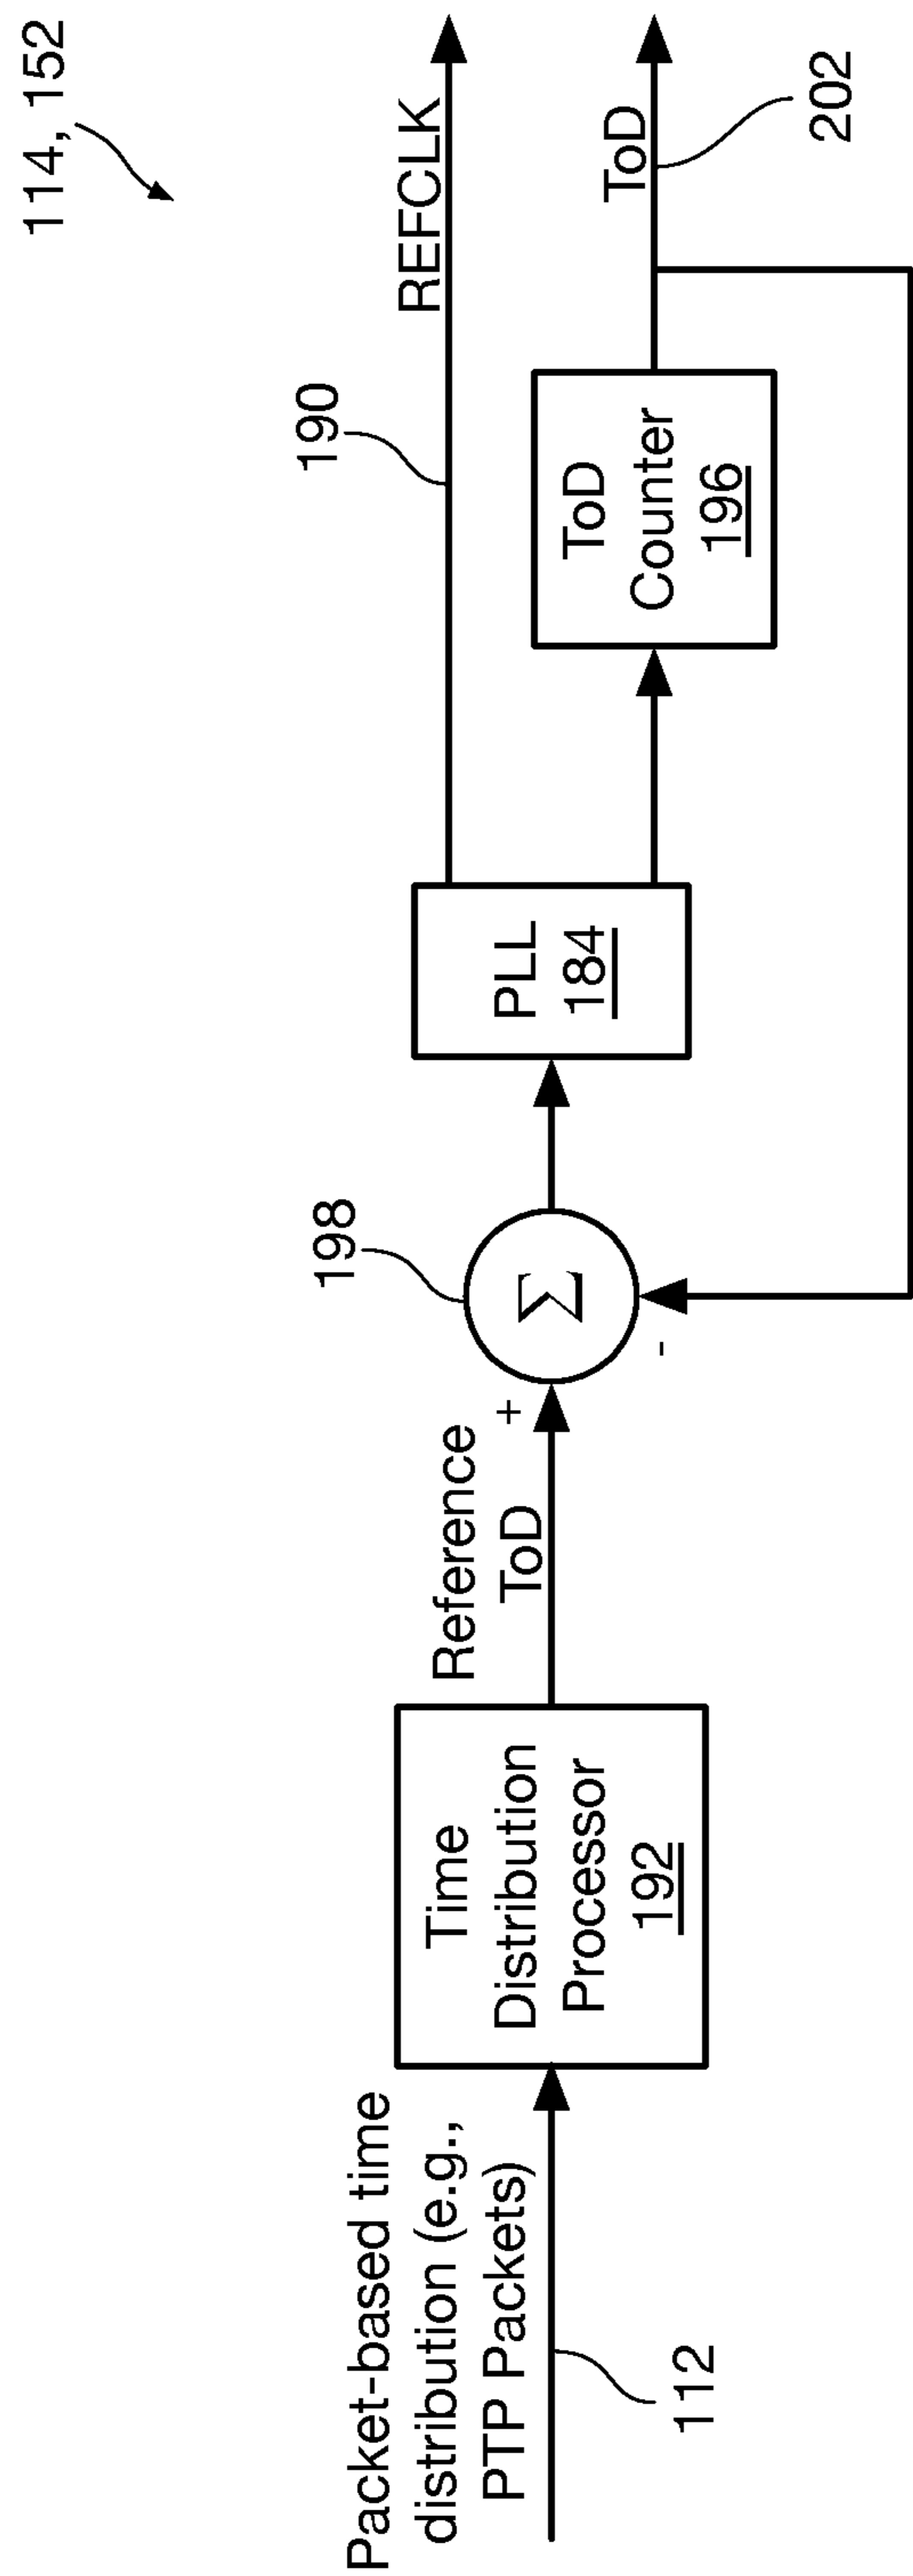 114, 152
Packet-based time
distribution (e.g.,
PTP Packets)
112
Time
Distribution
Processor
192
Reference
ToD
+
-
198
Σ
PLL
184
190
REFCLK
ToD
Counter
196
ToD
202